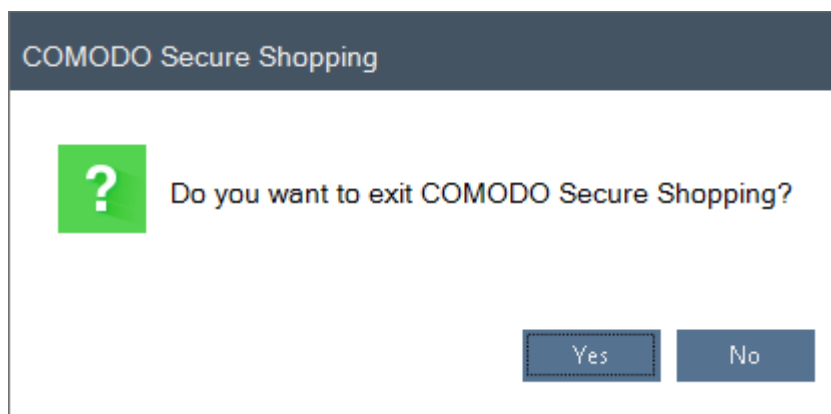 COMODO Secure Shopping
?
Do you want to exit COMODO Secure Shopping?
Yes No